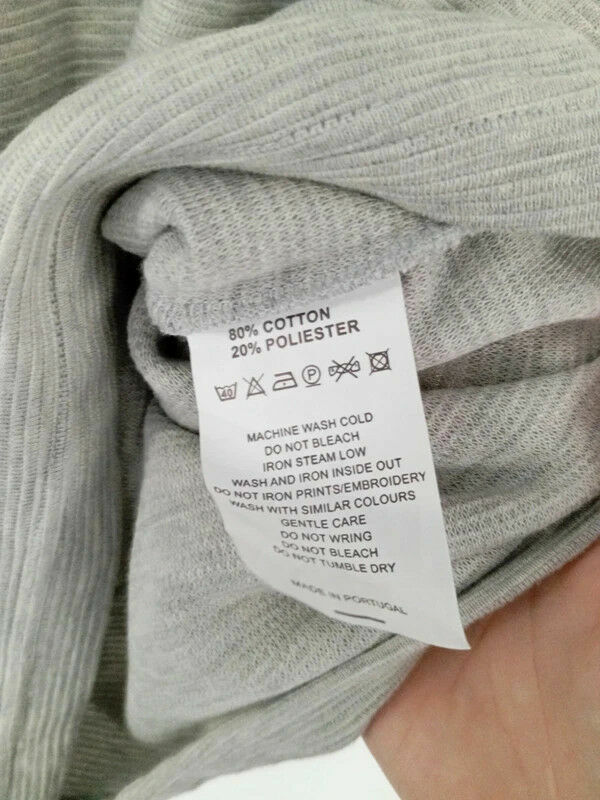 80% COTTON
20% POLIESTER
40 P
MACHINE WASH COLD
DO NOT BLEACH
IRON STEAM LOW
WASH AND IRON INSIDE OUT
DO NOT IRON PRINTS/EMBROIDERY
WASH WITH SIMILAR COLOURS
GENTLE CARE
DO NOT WRING
DO NOT BLEACH
DO NOT TUMBLE DRY
MADE IN PORTUGAL